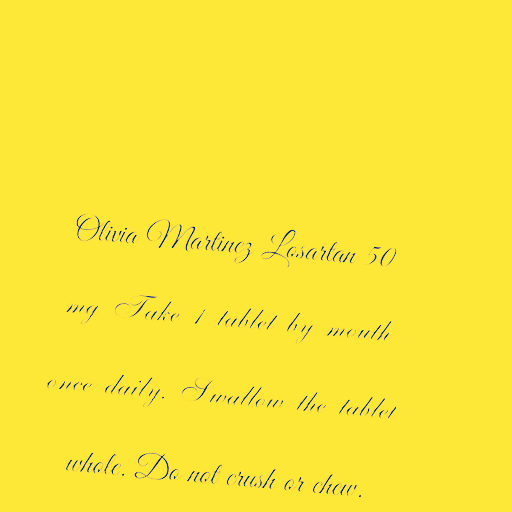 Olivia Martinez Losartan 50
mg Take 1 tablet by mouth
once daily. Swallow the tablet
whole. Do not crush or chew.